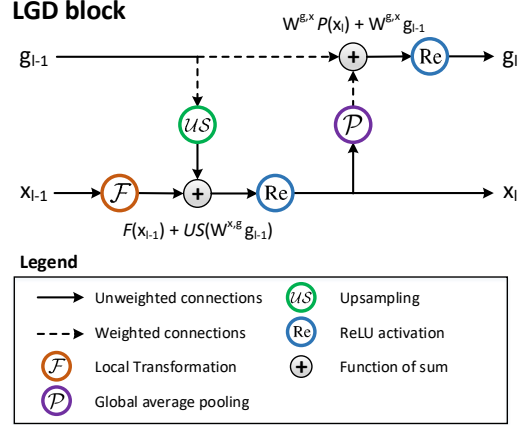 LGD block
W^{g,x} P(x_l) + W^{g,x} g_{l-1}
g_{l-1} + Re g_l
US P
x_{l-1} F + Re x_l
F(x_{l-1}) + US(W^{x,g} g_{l-1})
Legend
Unweighted connections US Upsampling
Weighted connections Re ReLU activation
F Local Transformation + Function of sum
P Global average pooling